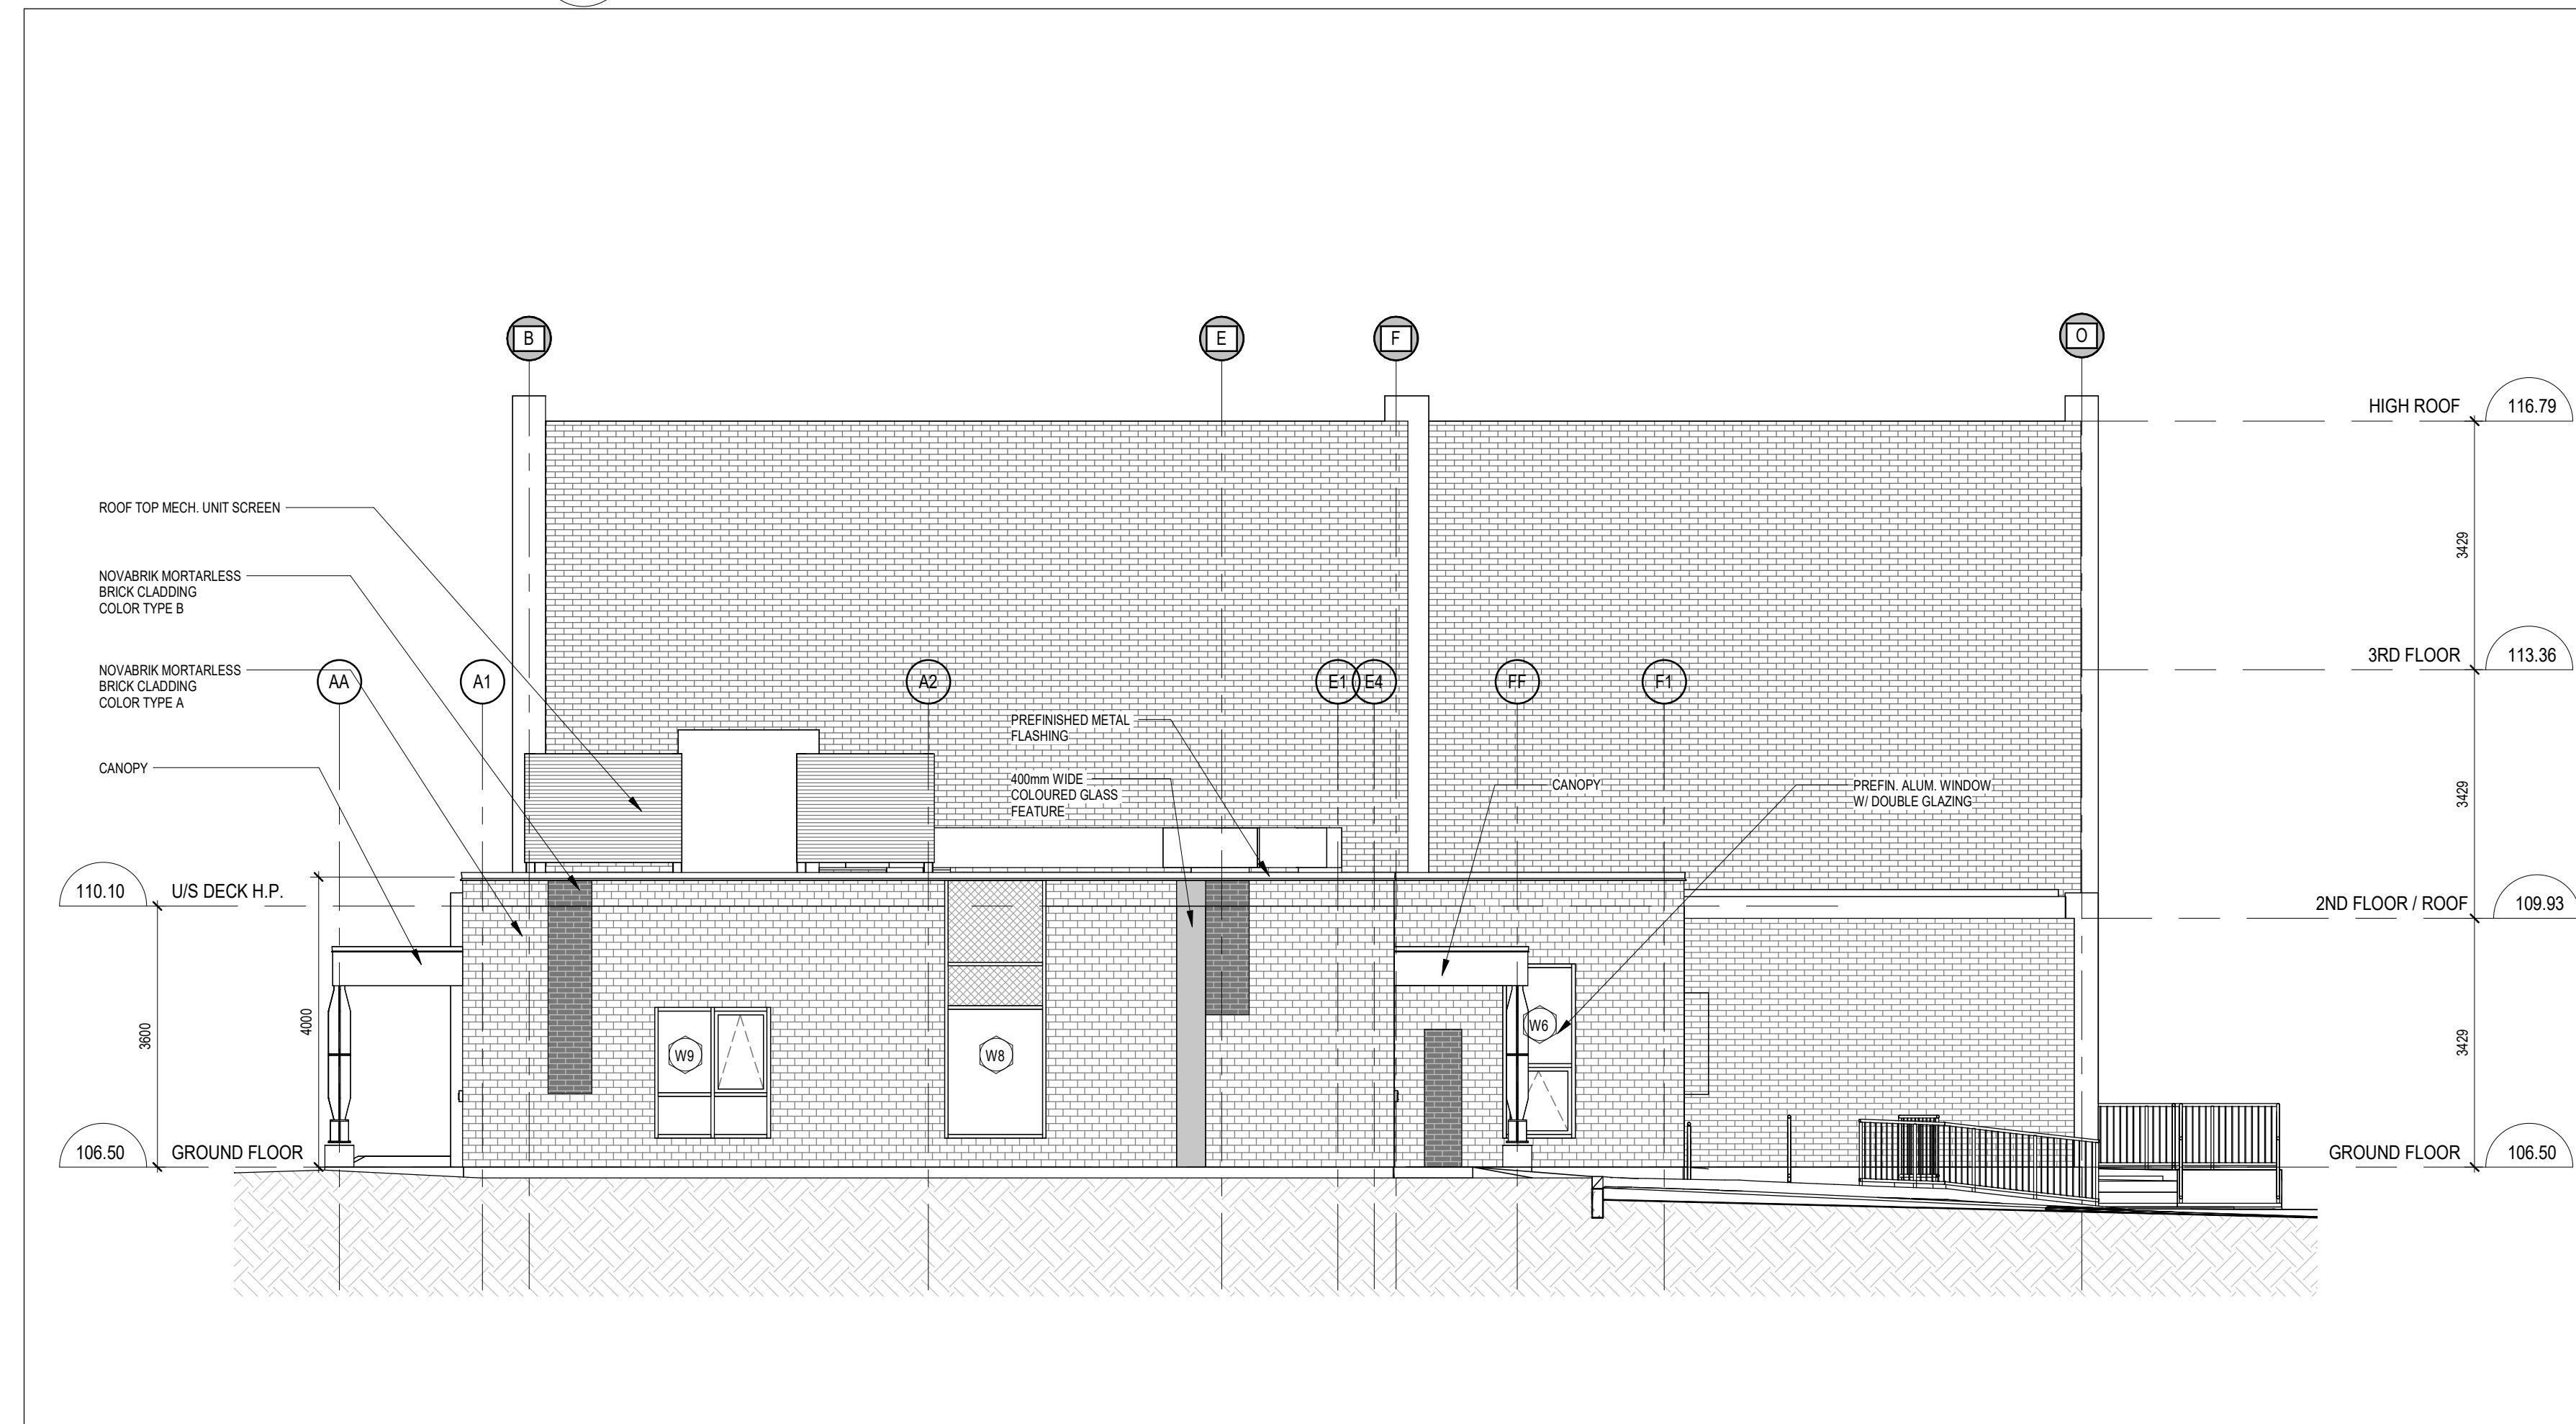 B
E
F
O
HIGH ROOF
116.79
ROOF TOP MECH. UNIT SCREEN
3429
NOVABRIK MORTARLESS
BRICK CLADDING
COLOR TYPE B
3RD FLOOR
113.36
NOVABRIK MORTARLESS
BRICK CLADDING
COLOR TYPE A
AA
A1
A2
E1
E4
FF
F1
PREFINISHED METAL
FLASHING
CANOPY
400mm WIDE
COLOURED GLASS
FEATURE
CANOPY
PREFIN. ALUM. WINDOW
W/ DOUBLE GLAZING
3429
110.10
U/S DECK H.P.
2ND FLOOR / ROOF
109.93
3600
4000
W9
W8
W6
3429
106.50
GROUND FLOOR
GROUND FLOOR
106.50